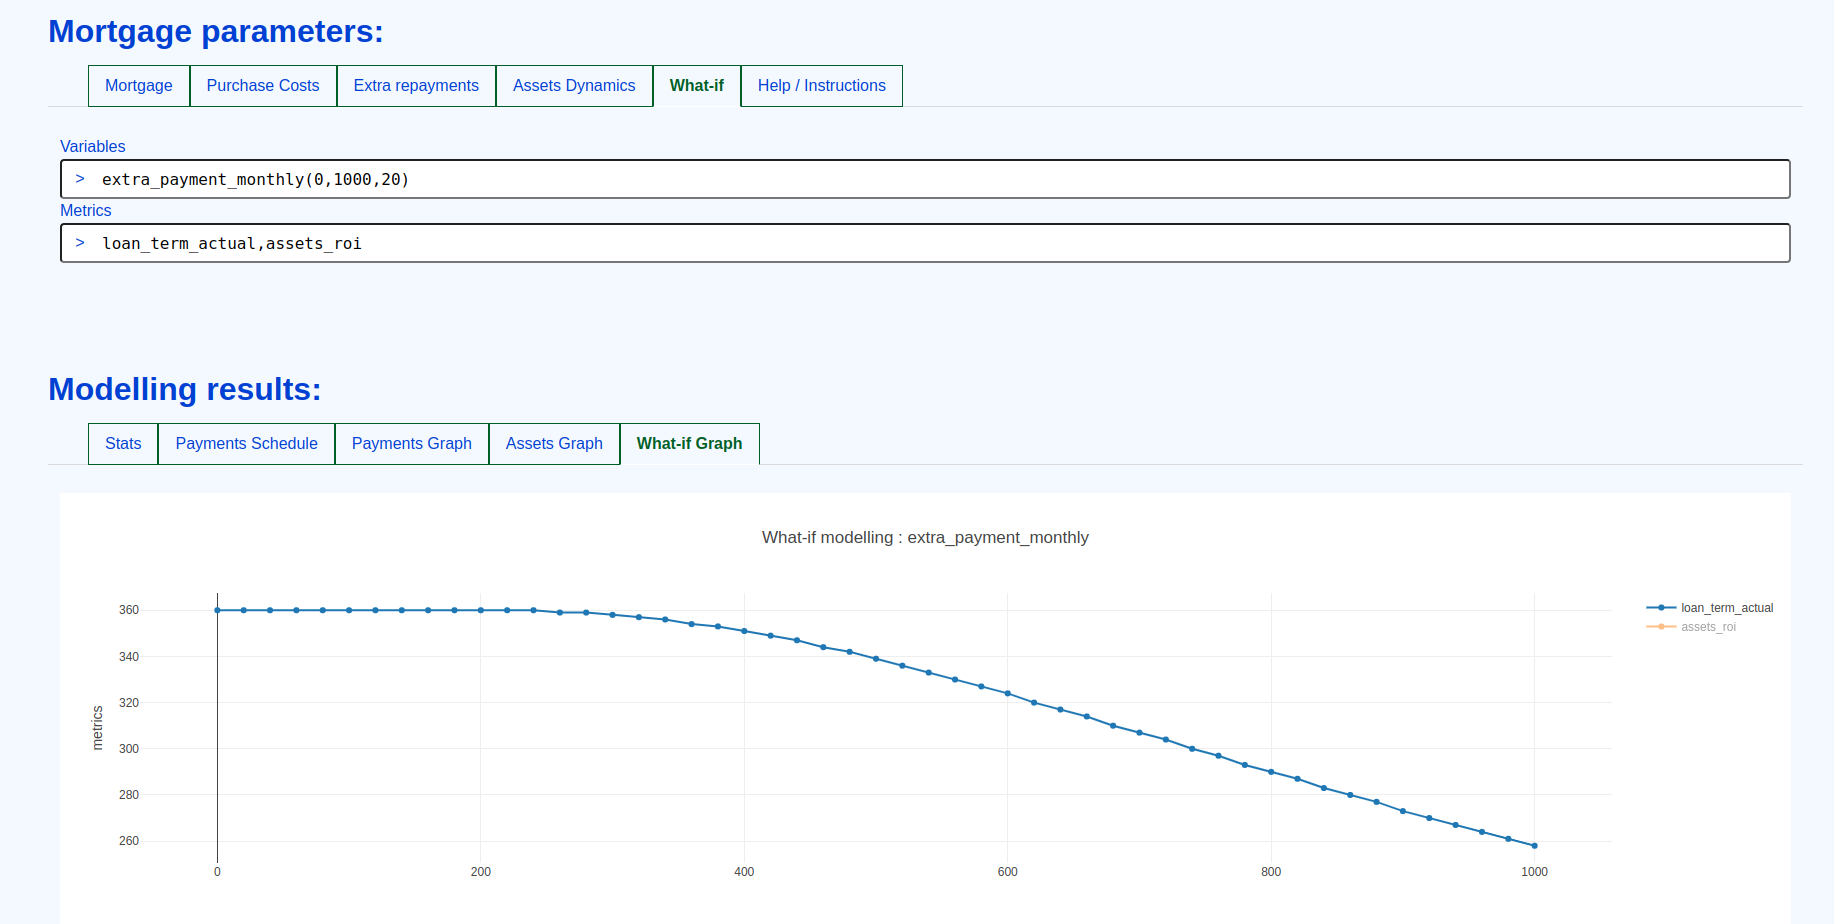 Mortgage parameters:
Mortgage Purchase Costs Extra repayments Assets Dynamics What-if Help / Instructions
Variables
> extra_payment_monthly(0,1000,20)
Metrics
> loan_term_actual,assets_roi
Modelling results:
Stats Payments Schedule Payments Graph Assets Graph What-if Graph
What-if modelling : extra_payment_monthly
loan_term_actual
assets_roi
metrics
360
340
320
300
280
260
0 200 400 600 800 1000